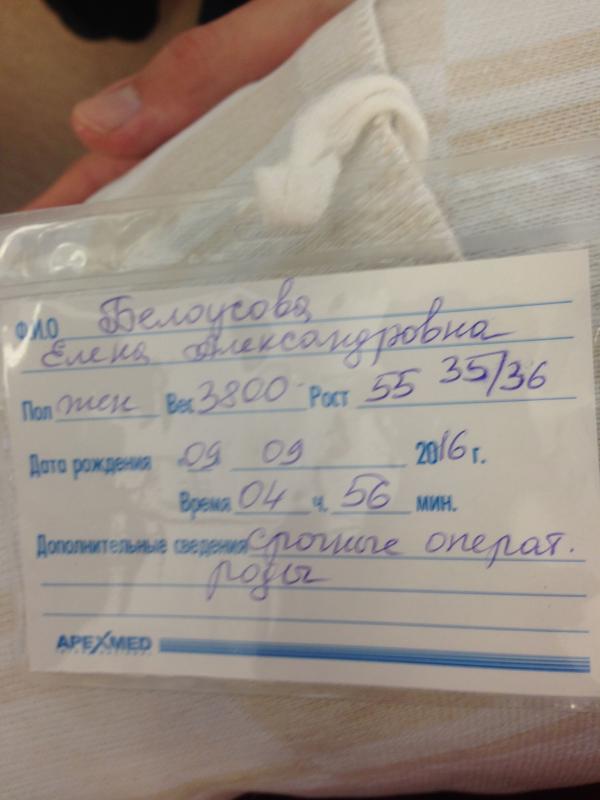 Ф.И.О Белоусова
Елена Александровна
Пол жен Вес 3800 Рост 55 35/36
Дата рождения 09 09 2016 г.
Время 04 ч. 56 мин.
Дополнительные сведения Срочные операт.
роды
APEXMED